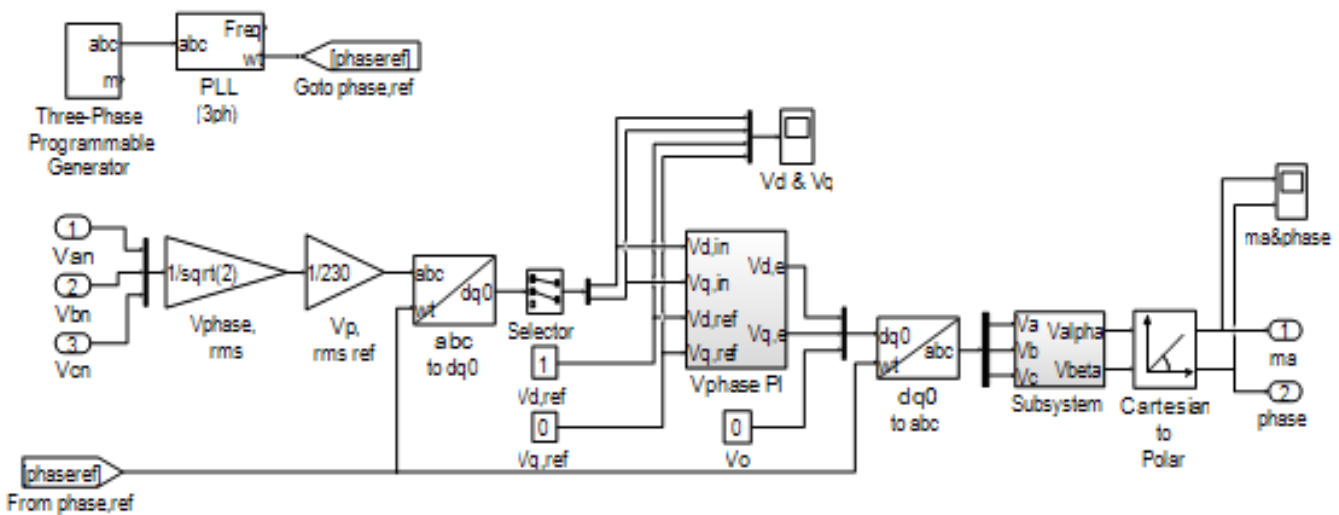 abc
m
Three-Phase
Programmable
Generator
abc
Freq
wt
PLL
(3ph)
[phaseref]
Goto phase,ref
Vd & Vq
ma&phase
1
Van
2
Vbn
3
Vcn
1/sqrt(2)
Vphase,
rms
1/230
Vp,
rms ref
abc
wt
dq0
abc
to dq0
Selector
1
Vd,ref
0
Vq,ref
Vd,in
Vq,in
Vd,ref
Vq,ref
Vd,e
Vq,e
Vphase PI
0
Vo
dq0
wt
abc
dq0
to abc
Va
Vb
Vc
Valpha
Vbeta
Subsystem
Cartesian
to
Polar
1
ma
2
phase
[phaseref]
From phase,ref